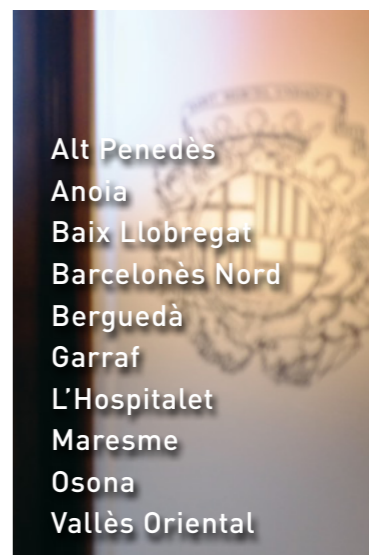 Alt Penedès
Anoia
Baix Llobregat
Barcelonès Nord
Berguedà
Garraf
L’Hospitalet
Maresme
Osona
Vallès Oriental